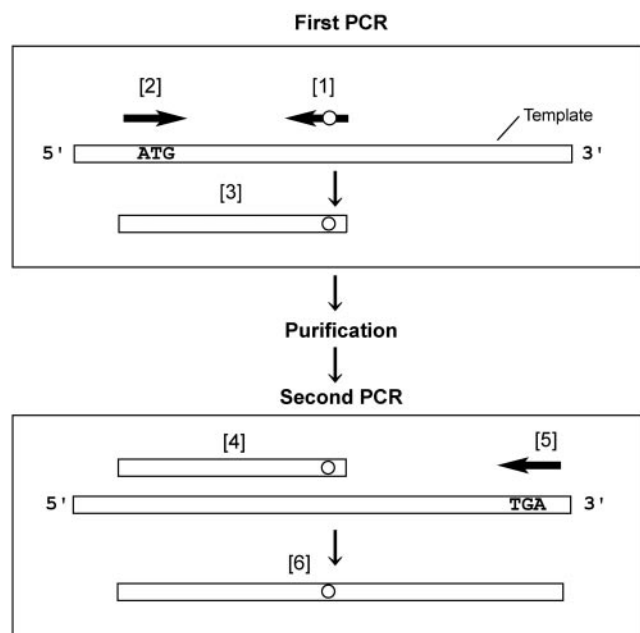 First PCR
[2] [1]
Template
5' ATG 3'
[3]
Purification
Second PCR
[4] [5]
5' TGA 3'
[6]